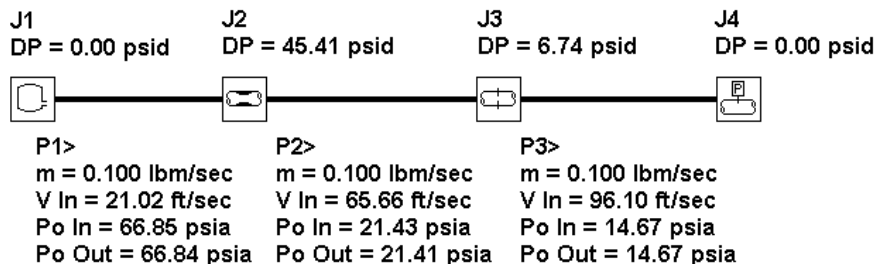 J1 J2 J3 J4
DP = 0.00 psid DP = 45.41 psid DP = 6.74 psid DP = 0.00 psid
P
P1> P2> P3>
m = 0.100 lbm/sec m = 0.100 lbm/sec m = 0.100 lbm/sec
V In = 21.02 ft/sec V In = 65.66 ft/sec V In = 96.10 ft/sec
Po In = 66.85 psia Po In = 21.43 psia Po In = 14.67 psia
Po Out = 66.84 psia Po Out = 21.41 psia Po Out = 14.67 psia